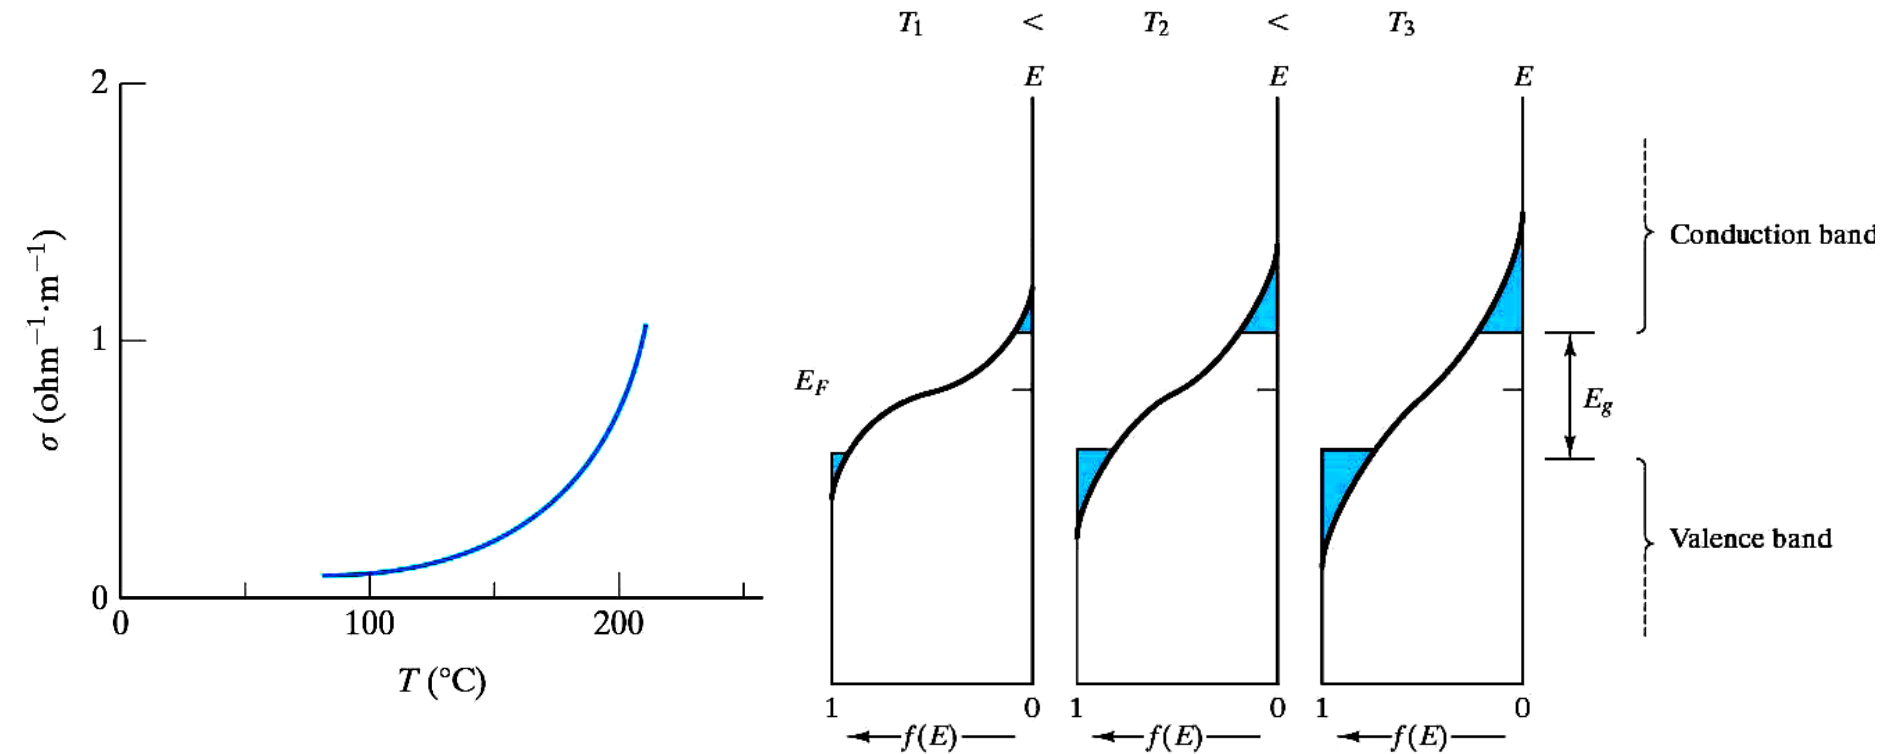 2
1
0
0
100
200
σ (ohm⁻¹·m⁻¹)
T (°C)
T₁ < T₂ < T₃
E E E
E_F
Conduction band
E_g
Valence band
1 0 1 0 1 0
f(E) f(E) f(E)